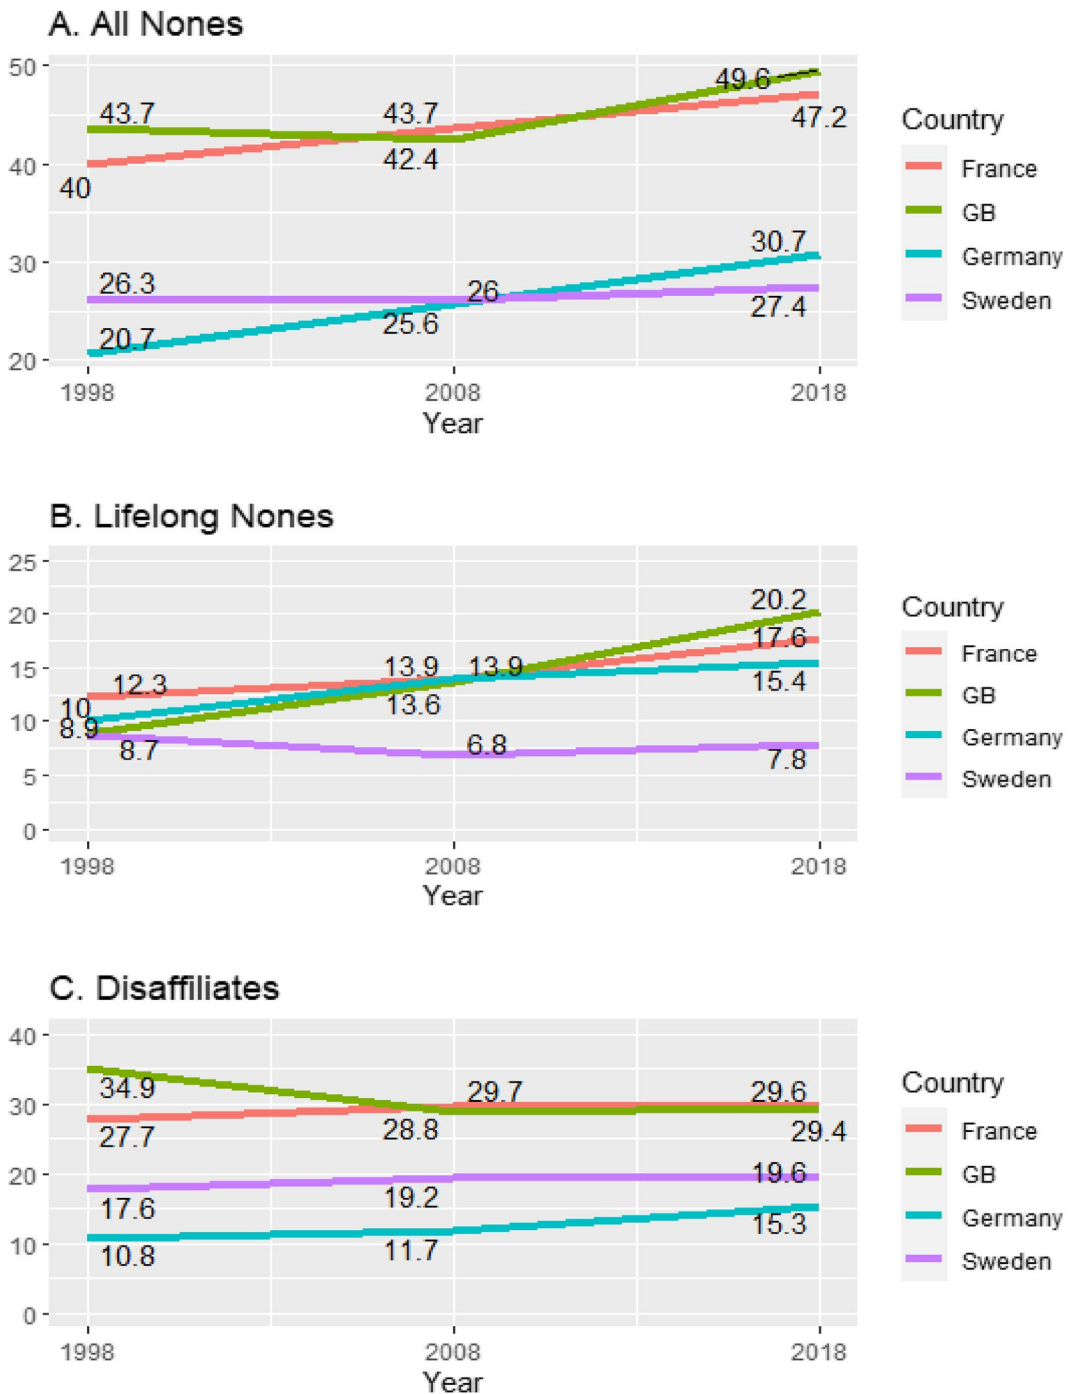 A. All Nones
50
40
30
20
43.7
43.7
49.6
47.2
40
42.4
26.3
26
30.7
20.7
25.6
27.4
1998
2008
2018
Year
Country
France
GB
Germany
Sweden
B. Lifelong Nones
25
20
15
10
5
0
12.3
13.9
13.9
20.2
17.6
10
13.6
15.4
8.9
8.7
6.8
7.8
1998
2008
2018
Year
Country
France
GB
Germany
Sweden
C. Disaffiliates
40
30
20
10
0
34.9
29.7
29.6
27.7
28.8
29.4
17.6
19.2
19.6
10.8
11.7
15.3
1998
2008
2018
Year
Country
France
GB
Germany
Sweden